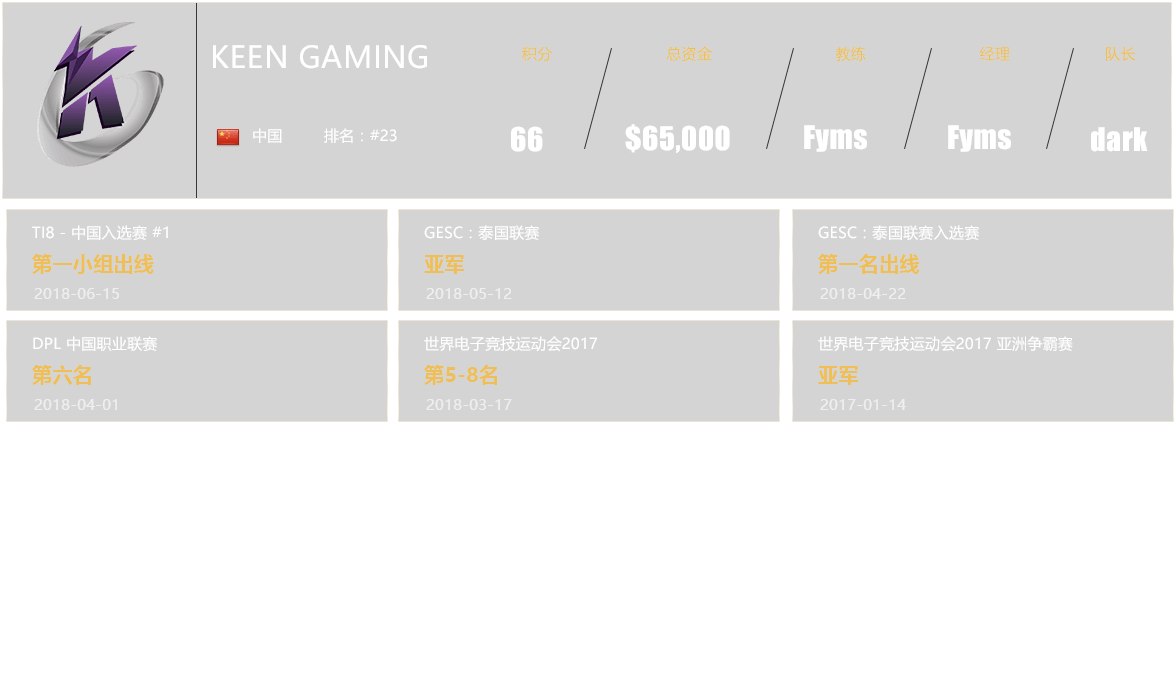 KEEN GAMING
中国 排名：#23
积分 总资金 教练 经理 队长
66 $65,000 Fyms Fyms dark
TI8 - 中国入选赛 #1
第一小组出线
2018-06-15
GESC：泰国联赛
亚军
2018-05-12
GESC：泰国联赛入选赛
第一名出线
2018-04-22
DPL 中国职业联赛
第六名
2018-04-01
世界电子竞技运动会2017
第5-8名
2018-03-17
世界电子竞技运动会2017 亚洲争霸赛
亚军
2017-01-14